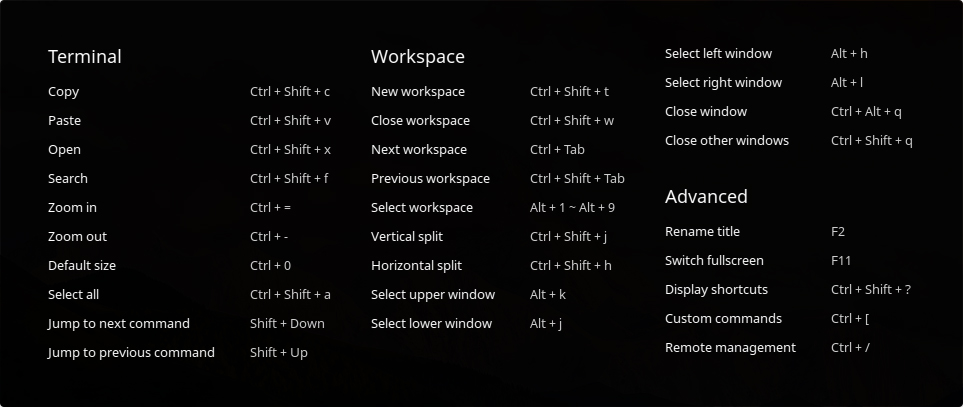 Terminal
Copy Ctrl + Shift + c
Paste Ctrl + Shift + v
Open Ctrl + Shift + x
Search Ctrl + Shift + f
Zoom in Ctrl + =
Zoom out Ctrl + -
Default size Ctrl + 0
Select all Ctrl + Shift + a
Jump to next command Shift + Down
Jump to previous command Shift + Up
Workspace
New workspace Ctrl + Shift + t
Close workspace Ctrl + Shift + w
Next workspace Ctrl + Tab
Previous workspace Ctrl + Shift + Tab
Select workspace Alt + 1 ~ Alt + 9
Vertical split Ctrl + Shift + j
Horizontal split Ctrl + Shift + h
Select upper window Alt + k
Select lower window Alt + j
Select left window Alt + h
Select right window Alt + l
Close window Ctrl + Alt + q
Close other windows Ctrl + Shift + q
Advanced
Rename title F2
Switch fullscreen F11
Display shortcuts Ctrl + Shift + ?
Custom commands Ctrl + [
Remote management Ctrl + /